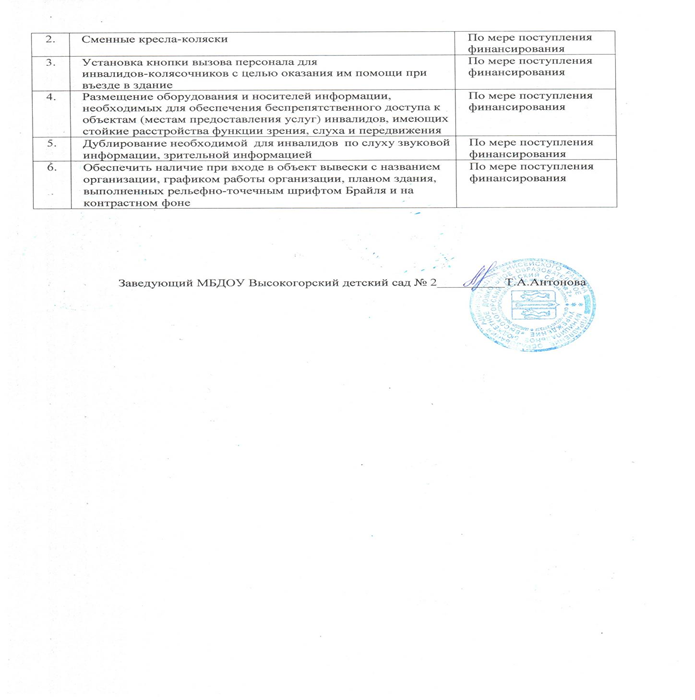 2. Сменные кресла-коляски По мере поступления
финансирования
3. Установка кнопки вызова персонала для По мере поступления
инвалидов-колясочников с целью оказания им помощи при финансирования
въезде в здание
4. Размещение оборудования и носителей информации, По мере поступления
необходимых для обеспечения беспрепятственного доступа к финансирования
объектам (местам предоставления услуг) инвалидов, имеющих
стойкие расстройства функции зрения, слуха и передвижения
5. Дублирование необходимой для инвалидов по слуху звуковой По мере поступления
информации, зрительной информацией финансирования
6. Обеспечить наличие при входе в объект вывески с названием По мере поступления
организации, графиком работы организации, планом здания, финансирования
выполненных рельефно-точечным шрифтом Брайля и на
контрастном фоне
Заведующий МБДОУ Высокогорский детский сад № 2 Т.А.Антонова